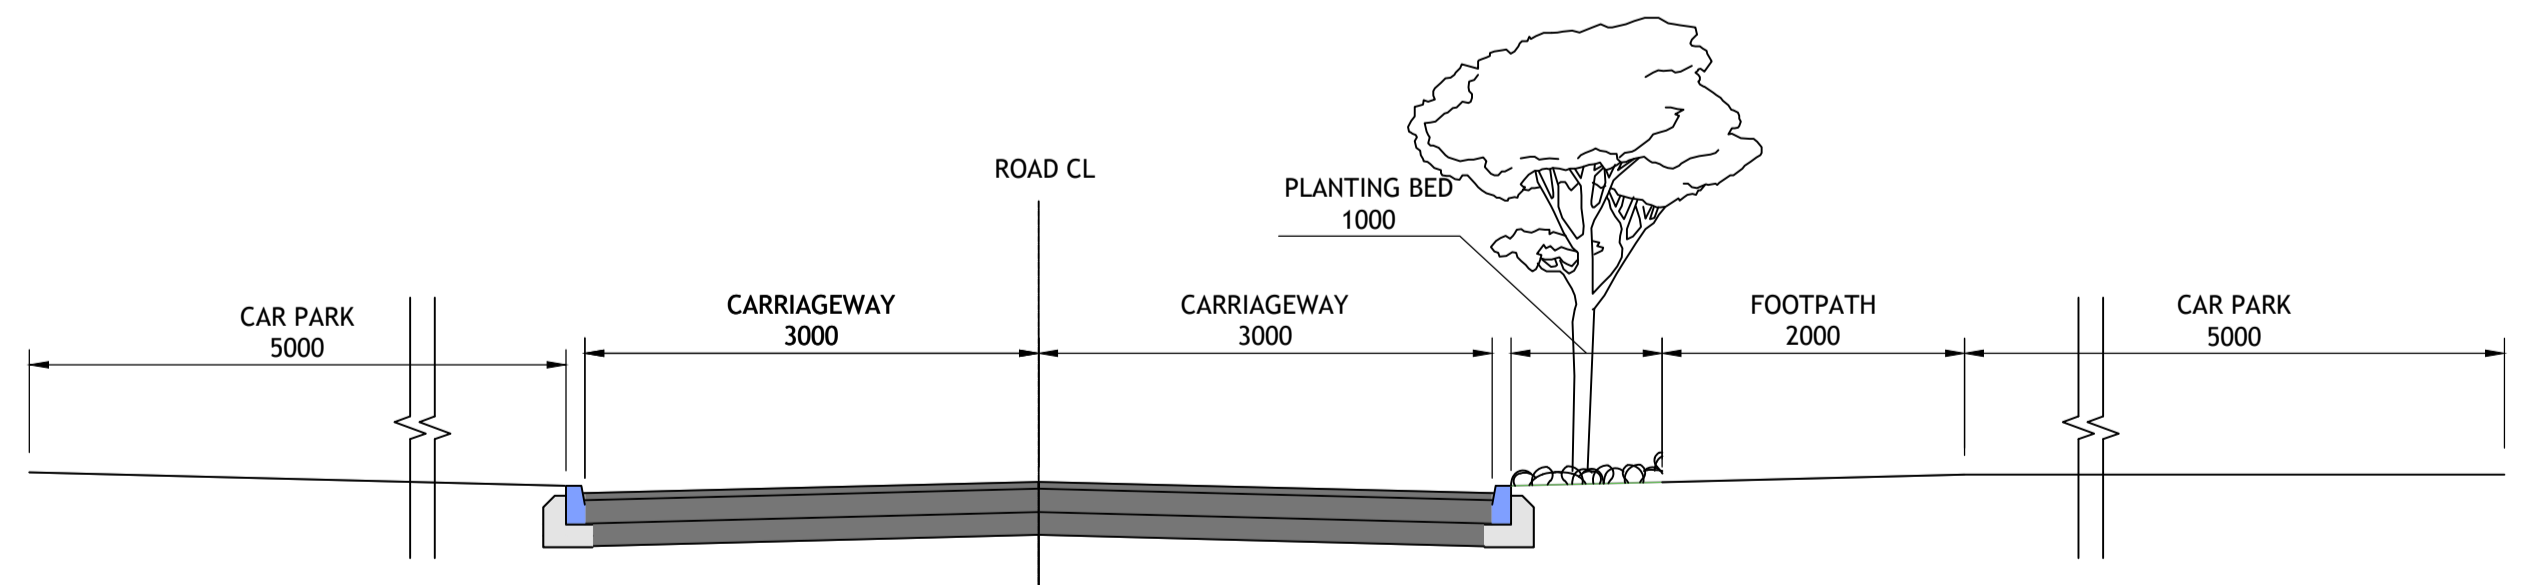 ROAD CL
PLANTING BED
1000
CAR PARK
5000
CARRIAGEWAY
3000
CARRIAGEWAY
3000
FOOTPATH
2000
CAR PARK
5000